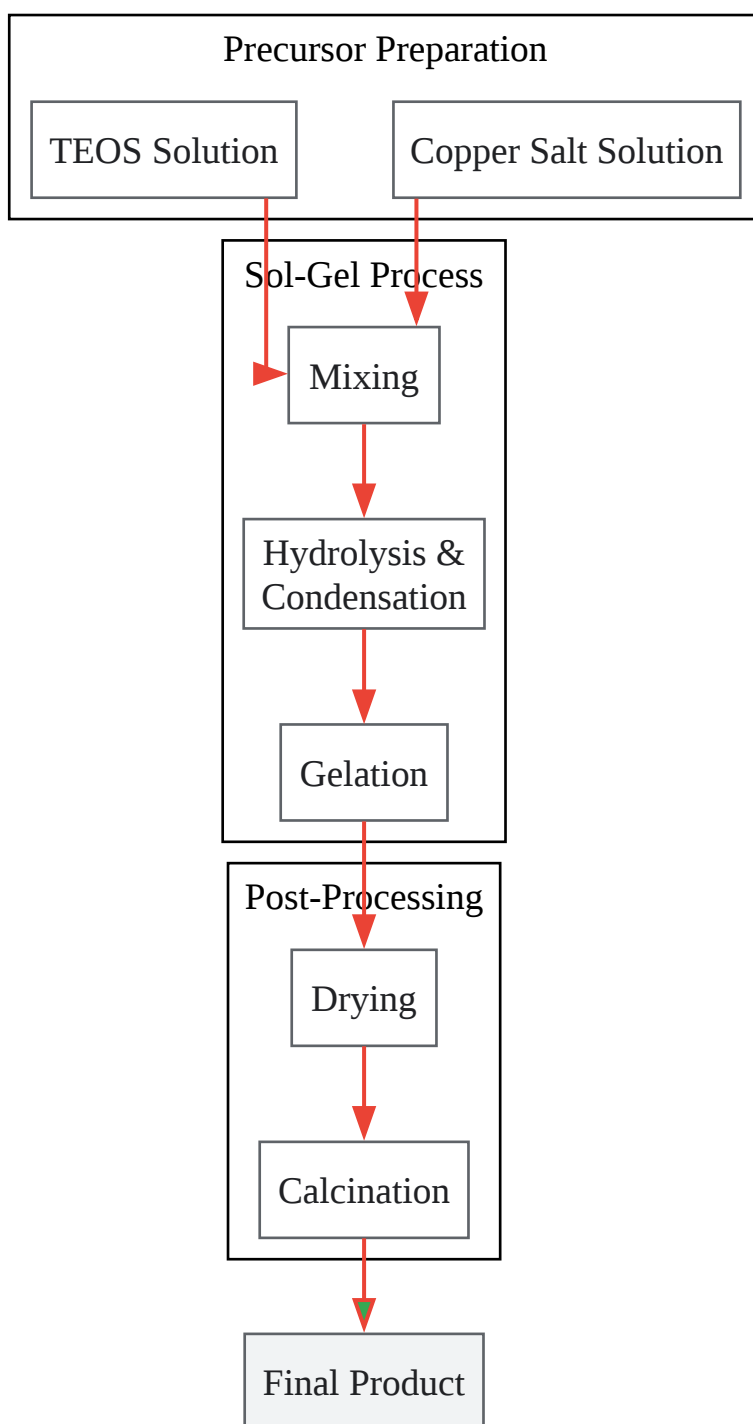 Precursor Preparation
TEOS Solution
Copper Salt Solution
Sol-Gel Process
Mixing
Hydrolysis &
Condensation
Gelation
Post-Processing
Drying
Calcination
Final Product